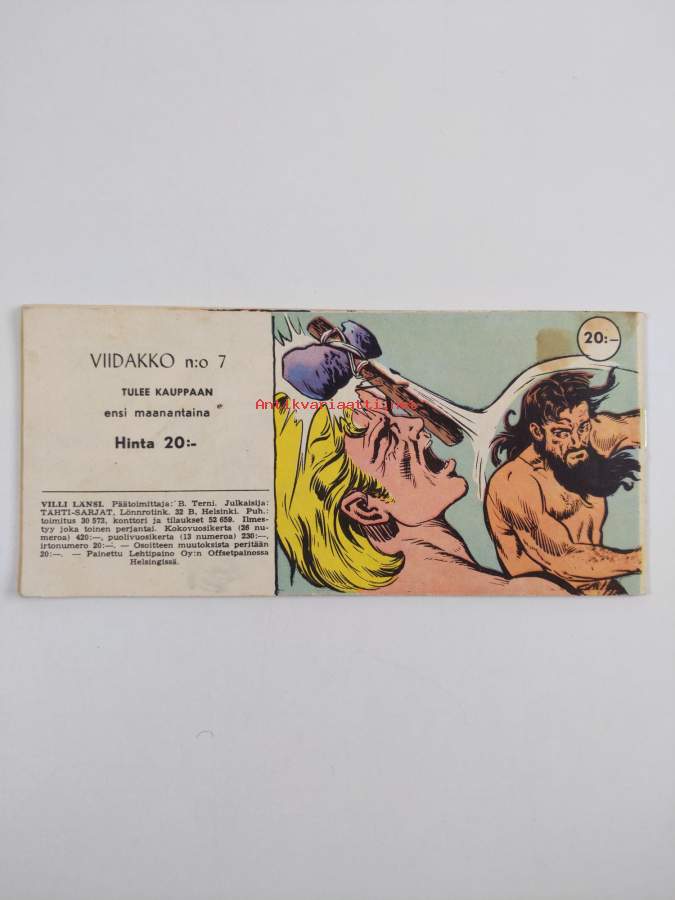 VIIDAKKO n:o 7
TULEE KAUPPAAN
ensi maanantaina
Hinta 20:-
20:-
Antikvariaatti.net
VILLI LÄNSI. Päätoimittaja: B. Terni. Julkaisija:
TÄHTI-SARJAT, Lönnrotink. 32 B, Helsinki. Puh.:
toimitus 30 573, konttori ja tilaukset 52 659. Ilmes-
tyy joka toinen perjantai. Kokovuosikerta (26 nu-
meroa) 420:—, puolivuosikerta (13 numeroa) 230:—,
irtonumero 20:—. — Osoitteen muutoksista peritään
20:—. — Painettu Lehtipaino Oy:n Offsetpainossa
Helsingissä.